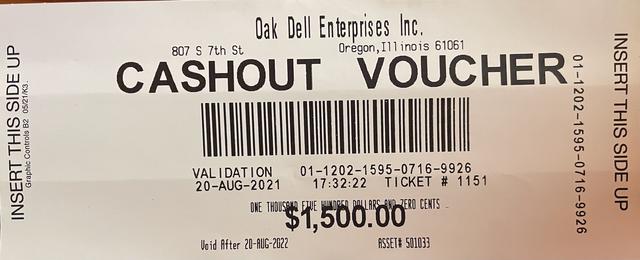 Oak Dell Enterprises Inc.
807 S 7th St Oregon, Illinois 61061
CASHOUT VOUCHER
VALIDATION 01-1202-1595-0716-9926
20-AUG-2021 17:32:22 TICKET # 1151
ONE THOUSAND FIVE HUNDRED DOLLARS AND ZERO CENTS
$1,500.00
Void After 20-AUG-2022 ASSET# 501033
INSERT THIS SIDE UP
Graphic Controls B2 05/21/K3
01-1202-1595-0716-9926
INSERT THIS SIDE UP